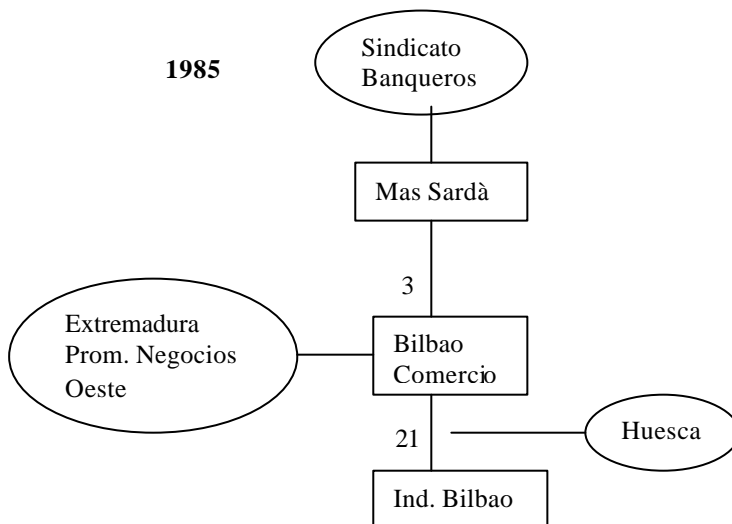 Sindicato
Banqueros
1985
Mas Sardà
3
Extremadura
Prom. Negocios
Oeste
Bilbao
Comercio
21
Huesca
Ind. Bilbao